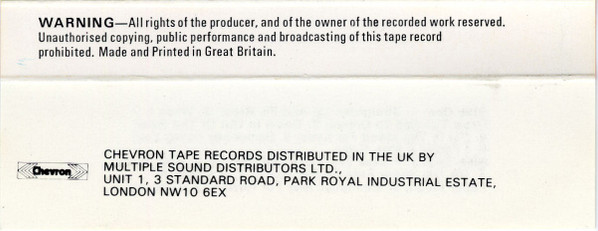 WARNING—All rights of the producer, and of the owner of the recorded work reserved.
Unauthorised copying, public performance and broadcasting of this tape record
prohibited. Made and Printed in Great Britain.
Chevron
CHEVRON TAPE RECORDS DISTRIBUTED IN THE UK BY
MULTIPLE SOUND DISTRIBUTORS LTD.,
UNIT 1, 3 STANDARD ROAD, PARK ROYAL INDUSTRIAL ESTATE,
LONDON NW10 6EX